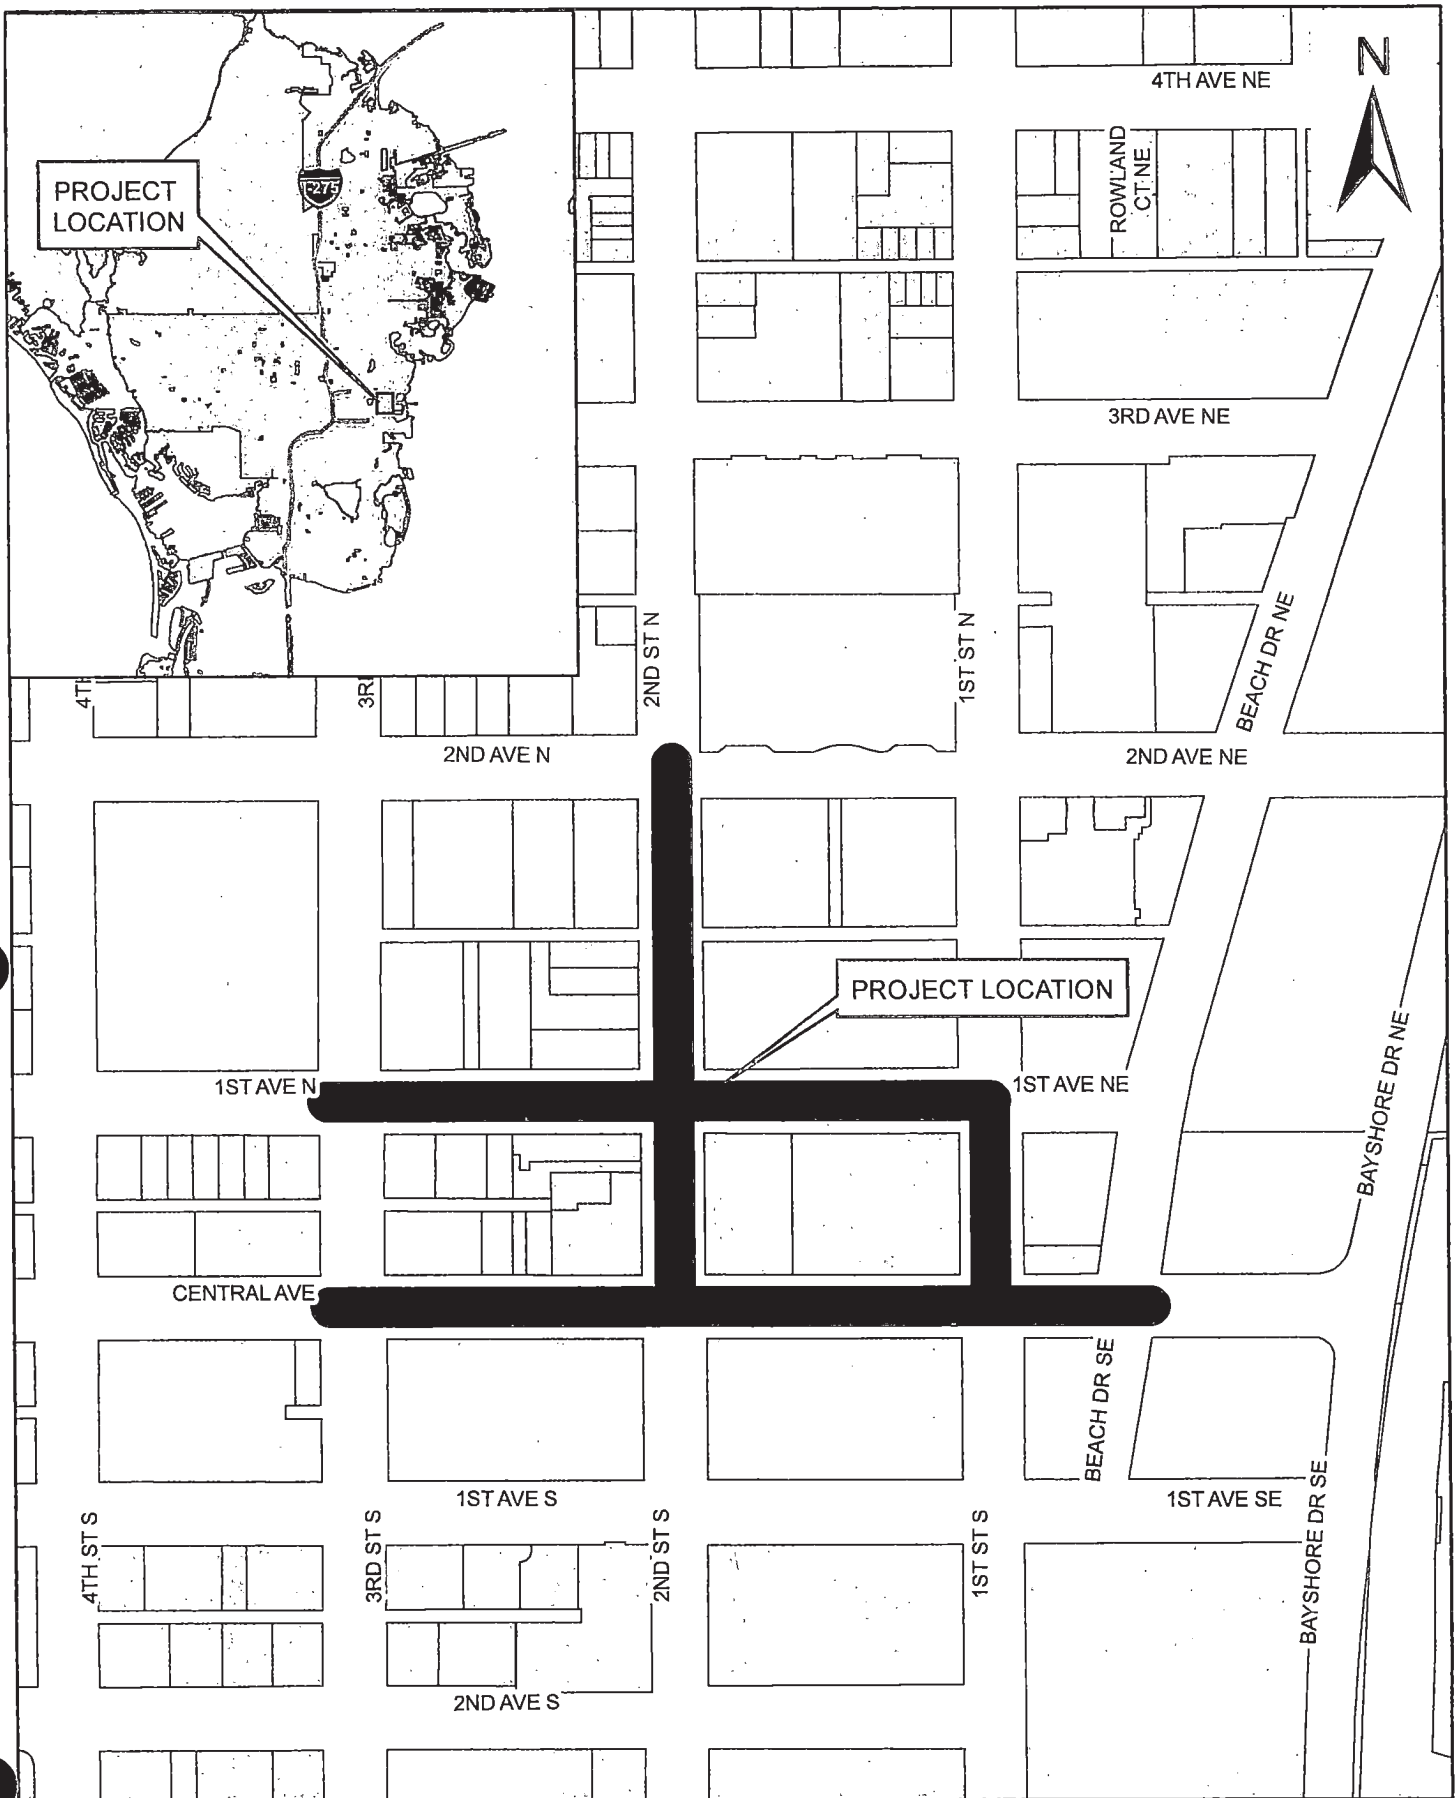 N
4TH AVE NE
ROWLAND
CT NE
PROJECT
LOCATION
I-275
3RD AVE NE
2ND ST N
1ST ST N
BEACH DR NE
4TH
3R
2ND AVE N
2ND AVE NE
PROJECT LOCATION
BAYSHORE DR NE
1ST AVE N
1ST AVE NE
CENTRAL AVE
BEACH DR SE
1ST AVE S
1ST AVE SE
4TH ST S
3RD ST S
2ND ST S
1ST ST S
BAYSHORE DR SE
2ND AVE S